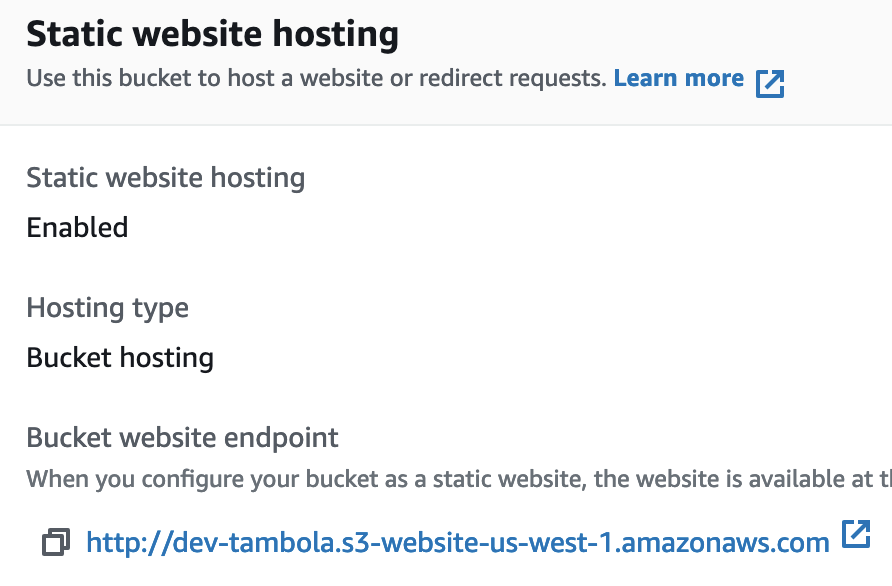 Static website hosting
Use this bucket to host a website or redirect requests. Learn more
Static website hosting
Enabled
Hosting type
Bucket hosting
Bucket website endpoint
When you configure your bucket as a static website, the website is available at
http://dev-tambola.s3-website-us-west-1.amazonaws.com